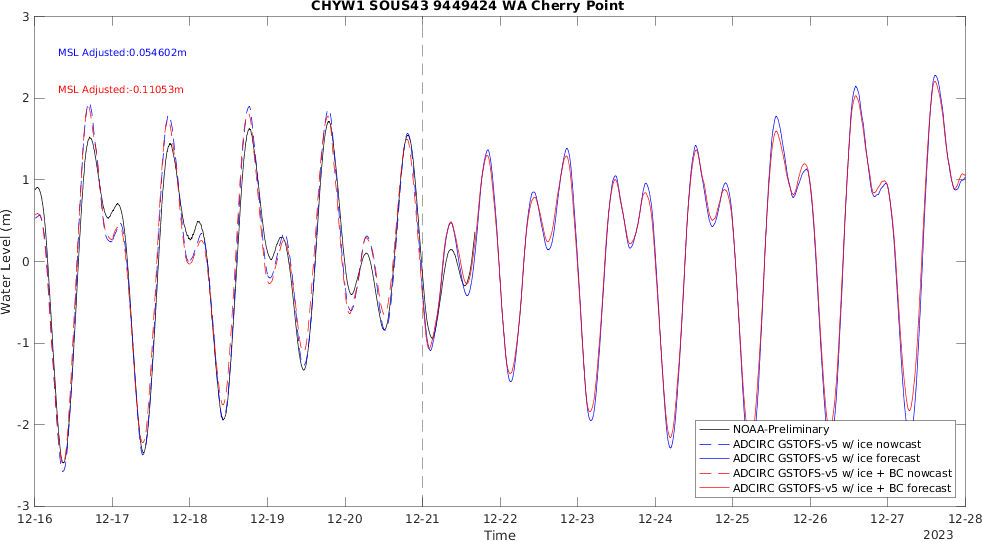 CHYW1 SOUS43 9449424 WA Cherry Point
MSL Adjusted:0.054602m
MSL Adjusted:-0.11053m
Water Level (m)
3
2
1
0
-1
-2
-3
NOAA-Preliminary
ADCIRC GSTOFS-v5 w/ ice nowcast
ADCIRC GSTOFS-v5 w/ ice forecast
ADCIRC GSTOFS-v5 w/ ice + BC nowcast
ADCIRC GSTOFS-v5 w/ ice + BC forecast
12-16 12-17 12-18 12-19 12-20 12-21 12-22 12-23 12-24 12-25 12-26 12-27 12-28
Time
2023